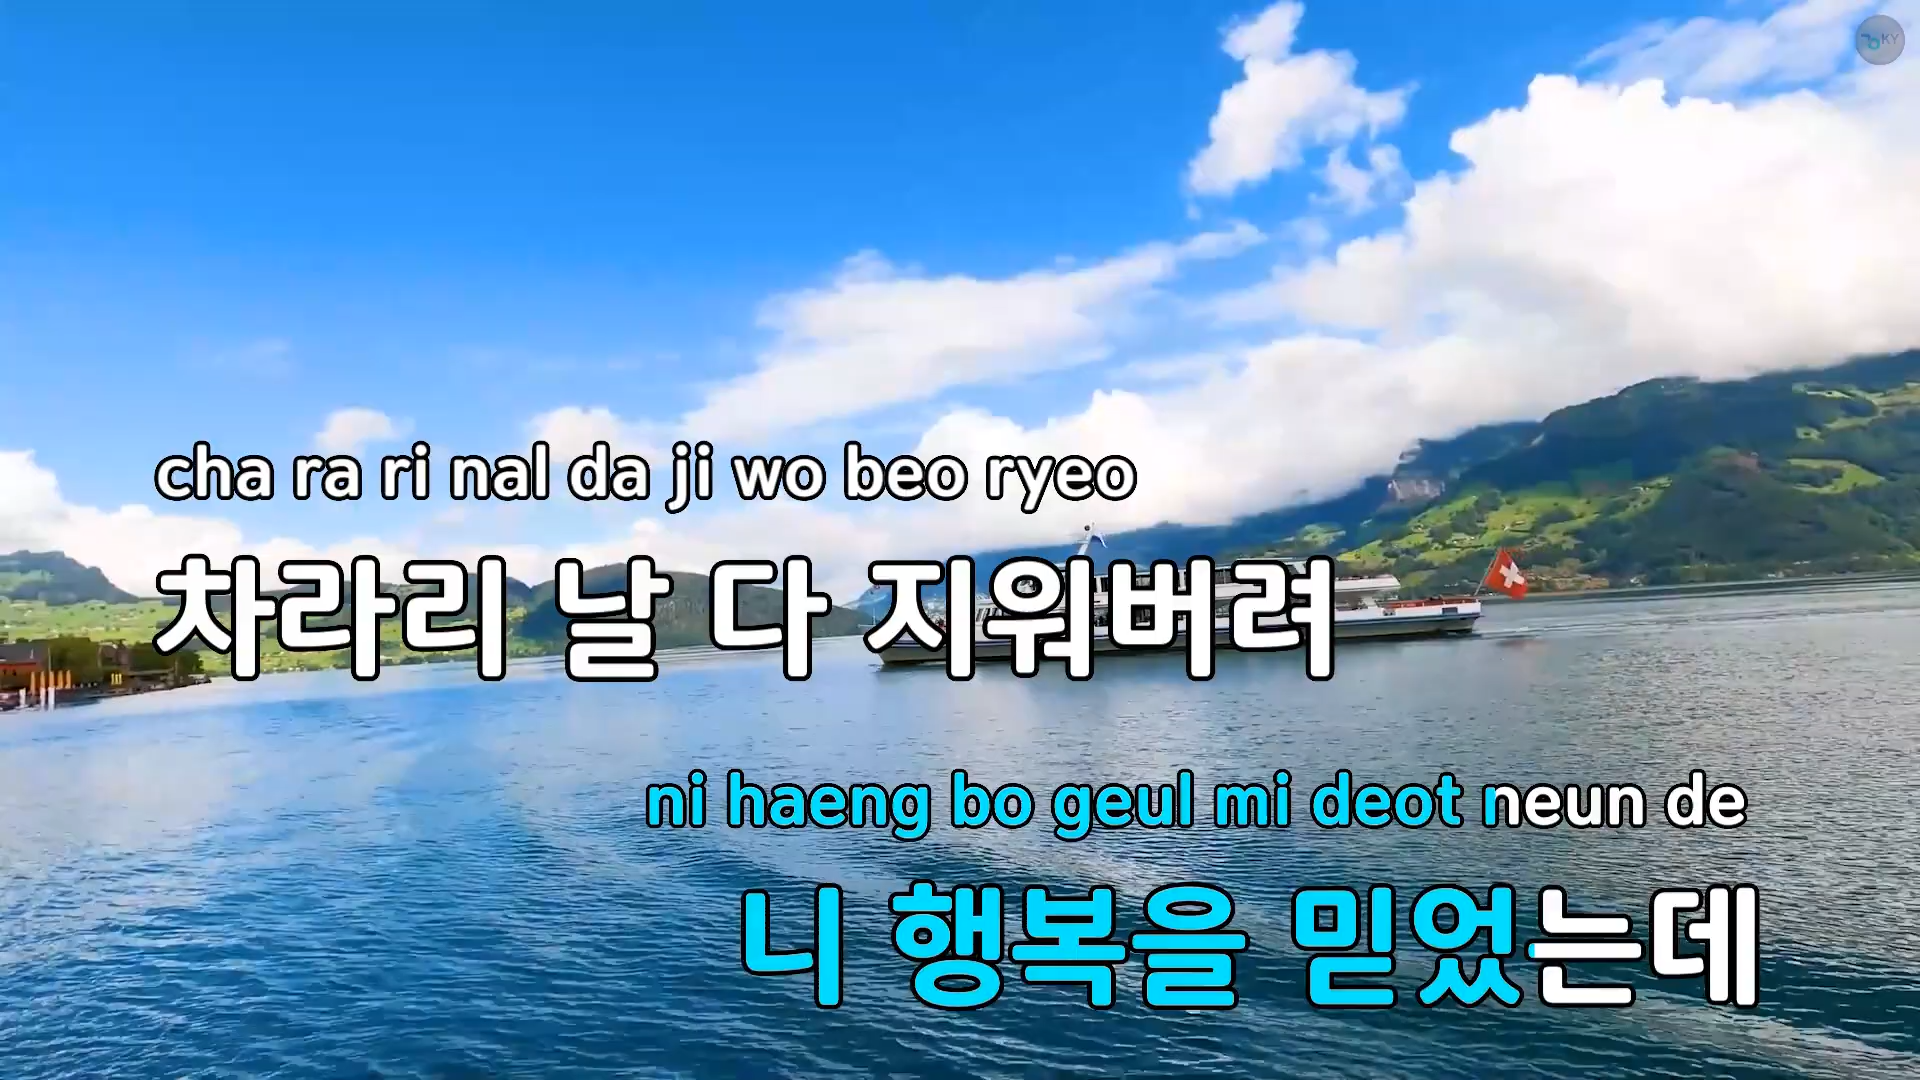 KY
cha ra ri nal da ji wo beo ryeo
차라리 날 다 지워버려
ni haeng bo geul mi deot neun de
니 행복을 믿었는데